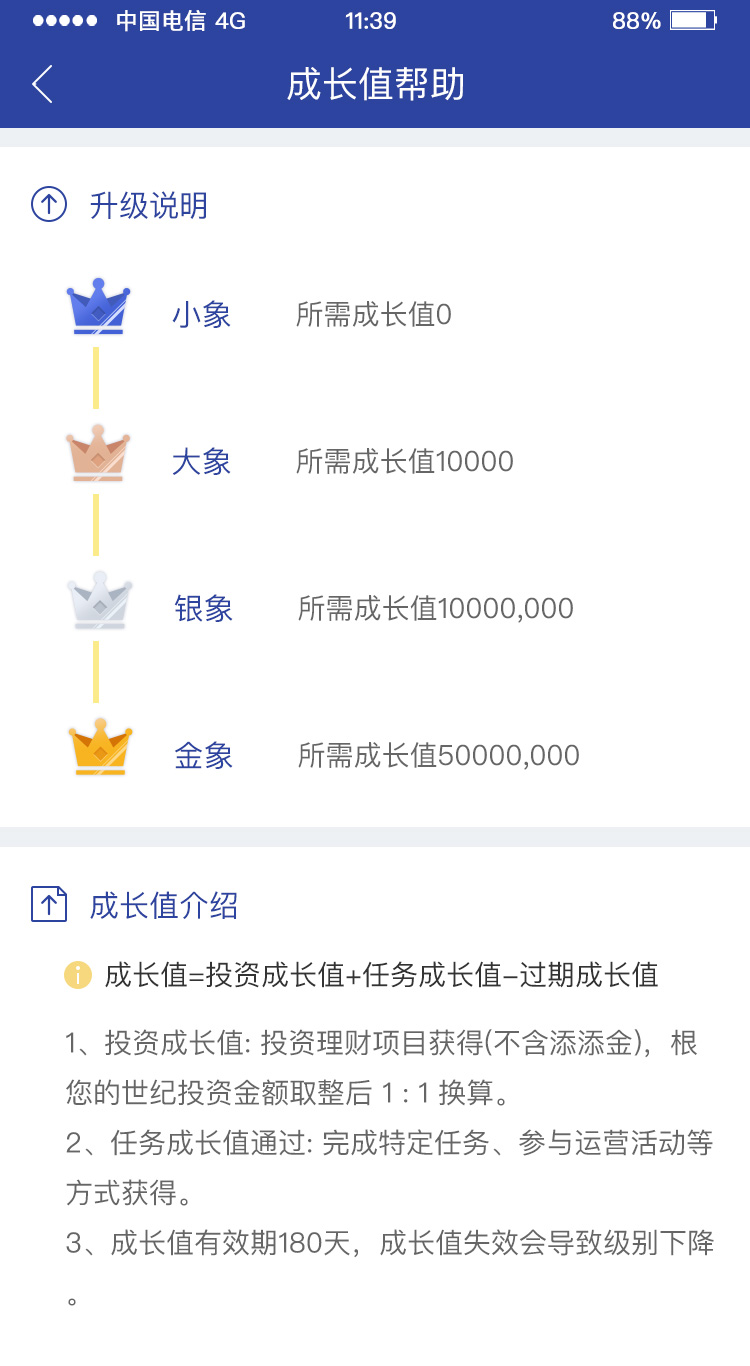 中国电信 4G 11:39 88%
成长值帮助
升级说明
小象 所需成长值0
大象 所需成长值10000
银象 所需成长值10000,000
金象 所需成长值50000,000
成长值介绍
成长值=投资成长值+任务成长值-过期成长值
1、投资成长值: 投资理财项目获得(不含添添金)，根
您的世纪投资金额取整后 1 : 1 换算。
2、任务成长值通过: 完成特定任务、参与运营活动等
方式获得。
3、成长值有效期180天，成长值失效会导致级别下降
。